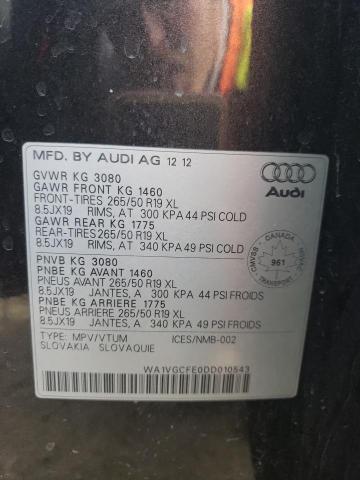 MFD. BY AUDI AG 12 12
GVWR KG 3080
GAWR FRONT KG 1460
FRONT-TIRES 265/50 R19 XL
8.5JX19 RIMS, AT 300 KPA 44 PSI COLD
GAWR REAR KG 1775
REAR-TIRES 265/50 R19 XL
8.5JX19 RIMS, AT 340 KPA 49 PSI COLD
PNVB KG 3080
PNBE KG AVANT 1460
PNEUS AVANT 265/50 R19 XL
8.5JX19 JANTES, A 300 KPA 44 PSI FROIDS
PNBE KG ARRIERE 1775
PNEUS ARRIERE 265/50 R19 XL
8.5JX19 JANTES, A 340 KPA 49 PSI FROIDS
TYPE: MPV/VTUM ICES/NMB-002
SLOVAKIA SLOVAQUIE
WA1VGCFE0DD010543
Audi
CANADA
961